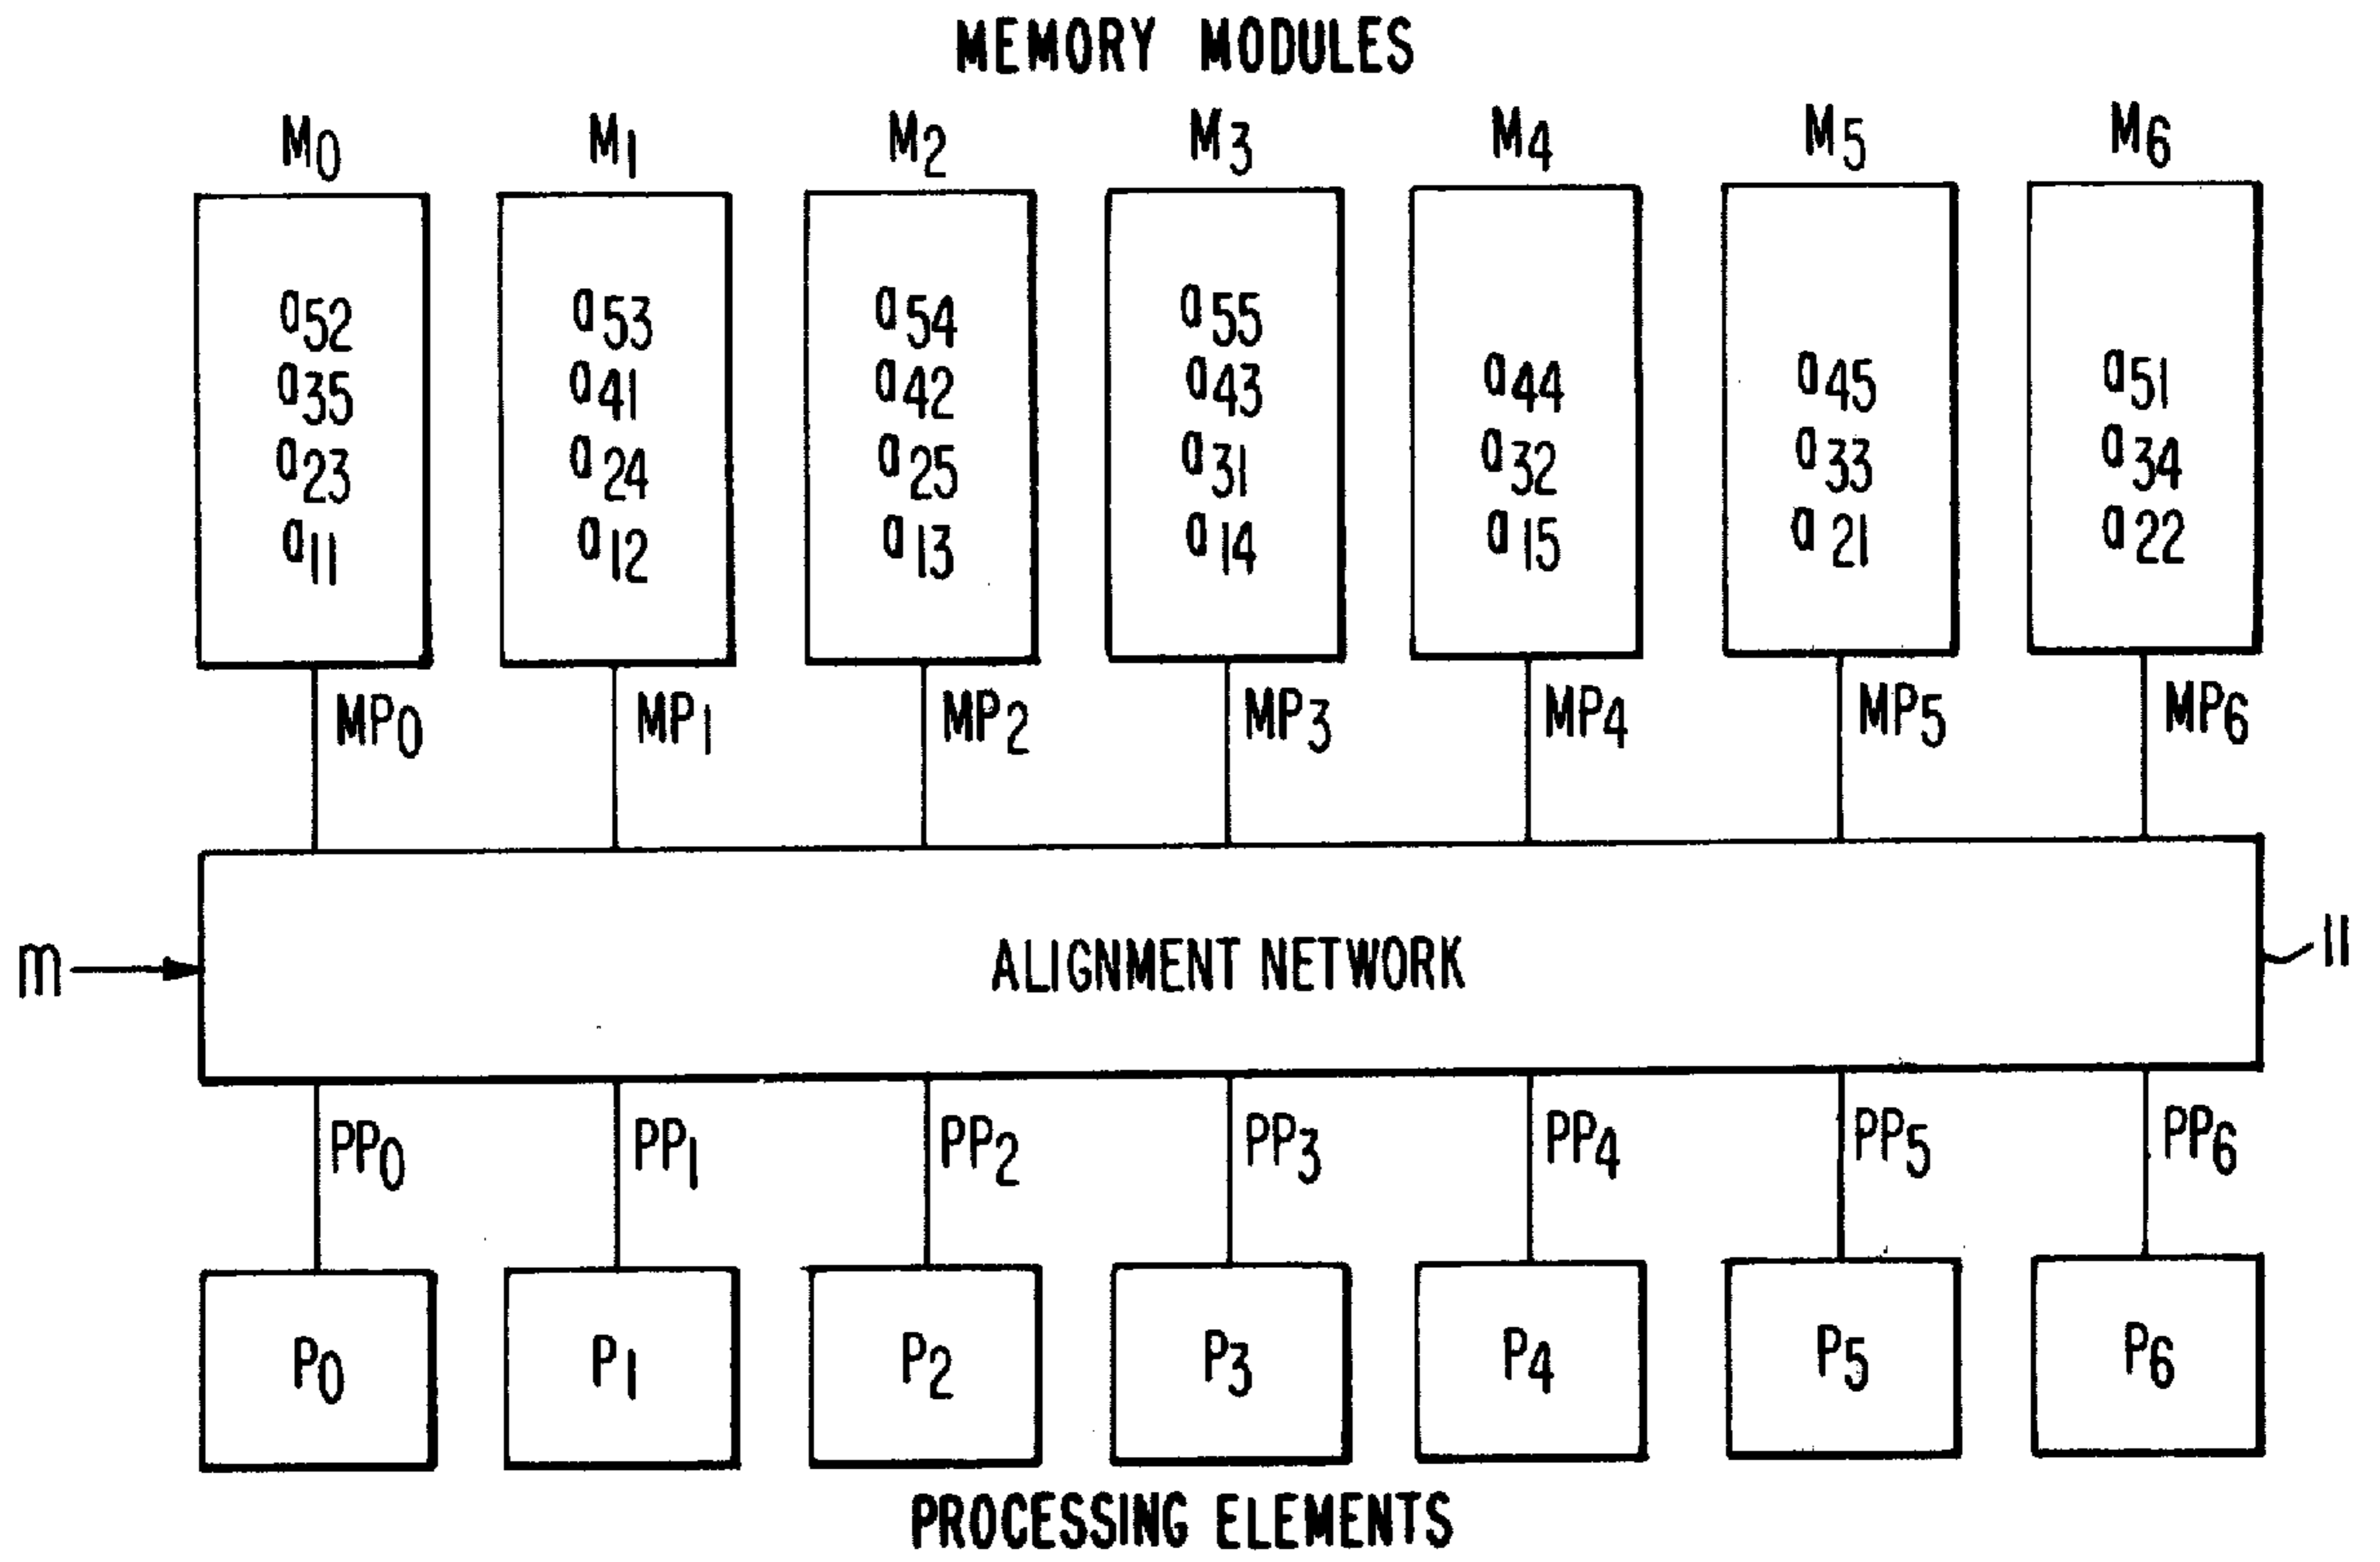 MEMORY MODULES
M0 M1 M2 M3 M4 M5 M6
a52 a53 a54 a55
a35 a41 a42 a43 a44 a45 a51
a23 a24 a25 a31 a32 a33 a34
a11 a12 a13 a14 a15 a21 a22
MP0 MP1 MP2 MP3 MP4 MP5 MP6
m ALIGNMENT NETWORK 11
PP0 PP1 PP2 PP3 PP4 PP5 PP6
P0 P1 P2 P3 P4 P5 P6
PROCESSING ELEMENTS